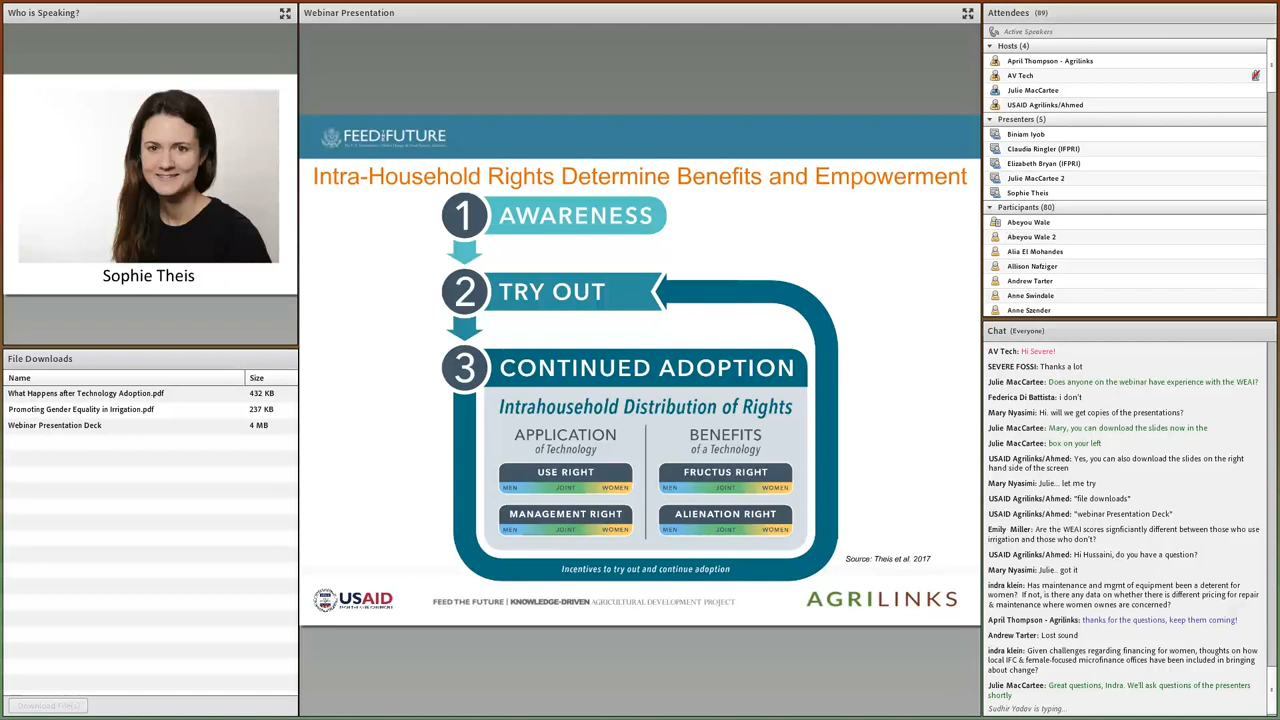 Who is Speaking?
Sophie Theis
File Downloads
Name Size
What Happens after Technology Adoption.pdf 432 KB
Promoting Gender Equality in Irrigation.pdf 237 KB
Webinar Presentation Deck 4 MB
Download File(s)
Webinar Presentation
FEED THE FUTURE
Intra-Household Rights Determine Benefits and Empowerment
1 AWARENESS
2 TRY OUT
3 CONTINUED ADOPTION
Intrahousehold Distribution of Rights
APPLICATION
of Technology
USE RIGHT
MEN JOINT WOMEN
MANAGEMENT RIGHT
MEN JOINT WOMEN
BENEFITS
of a Technology
FRUCTUS RIGHT
MEN JOINT WOMEN
ALIENATION RIGHT
MEN JOINT WOMEN
Incentives to try out and continue adoption
Source: Theis et al. 2017
USAID
FEED THE FUTURE | KNOWLEDGE-DRIVEN AGRICULTURAL DEVELOPMENT PROJECT
AGRILINKS
Attendees (89)
Active Speakers
Hosts (4)
April Thompson - Agrilinks
AV Tech
Julie MacCartee
USAID Agrilinks/Ahmed
Presenters (5)
Biniam Iyob
Claudia Ringler (IFPRI)
Elizabeth Bryan (IFPRI)
Julie MacCartee 2
Sophie Theis
Participants (80)
Abeyou Wale
Abeyou Wale 2
Alia El Mohandes
Allison Nafziger
Andrew Tarter
Anne Swindale
Anne Szender
Chat (Everyone)
AV Tech: Hi Severe!
SEVERE FOSSI: Thanks a lot
Julie MacCartee: Does anyone on the webinar have experience with the WEAI?
Federica Di Battista: i don't
Mary Nyasimi: Hi. will we get copies of the presentations?
Julie MacCartee: Mary, you can download the slides now in the
Julie MacCartee: box on your left
USAID Agrilinks/Ahmed: Yes, you can also download the slides on the right
hand side of the screen
Mary Nyasimi: Julie... let me try
USAID Agrilinks/Ahmed: "file downloads"
USAID Agrilinks/Ahmed: "webinar Presentation Deck"
Emily Miller: Are the WEAI scores signficiantly different between those who use
irrigation and those who don't?
USAID Agrilinks/Ahmed: Hi Hussaini, do you have a question?
Mary Nyasimi: Julie.. got it
indra klein: Has maintenance and mgmt of equipment been a deterent for
women? If not, is there any data on whether there is different pricing for repair
& maintenance where women ownes are concerned?
April Thompson - Agrilinks: thanks for the questions, keep them coming!
Andrew Tarter: Lost sound
indra klein: Given challenges regarding financing for women, thoughts on how
local IFC & female-focused microfinance offices have been included in bringing
about change?
Julie MacCartee: Great questions, Indra. We'll ask questions of the presenters
shortly
Sudhir Yadav is typing...